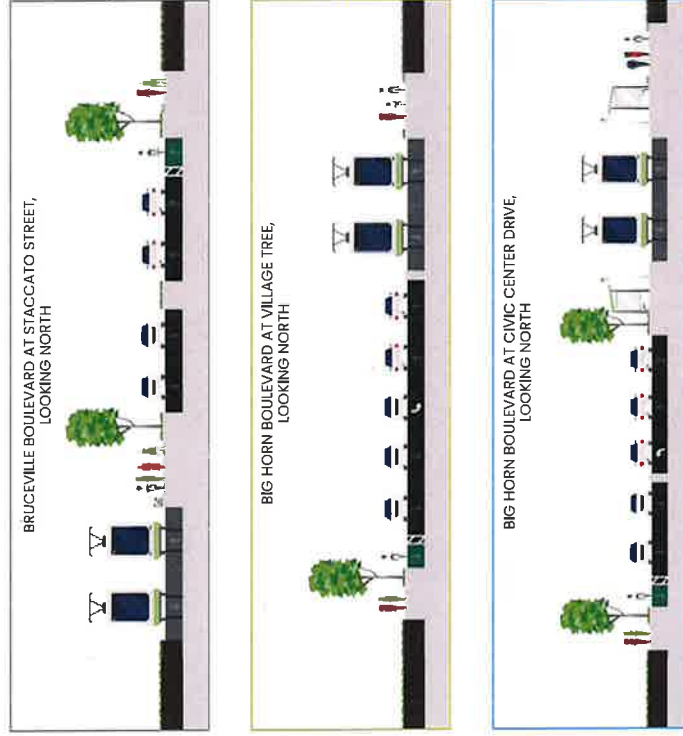 BRUCEVILLE BOULEVARD AT STACCATO STREET,
LOOKING NORTH
BIG HORN BOULEVARD AT VILLAGE TREE,
LOOKING NORTH
BIG HORN BOULEVARD AT CIVIC CENTER DRIVE,
LOOKING NORTH